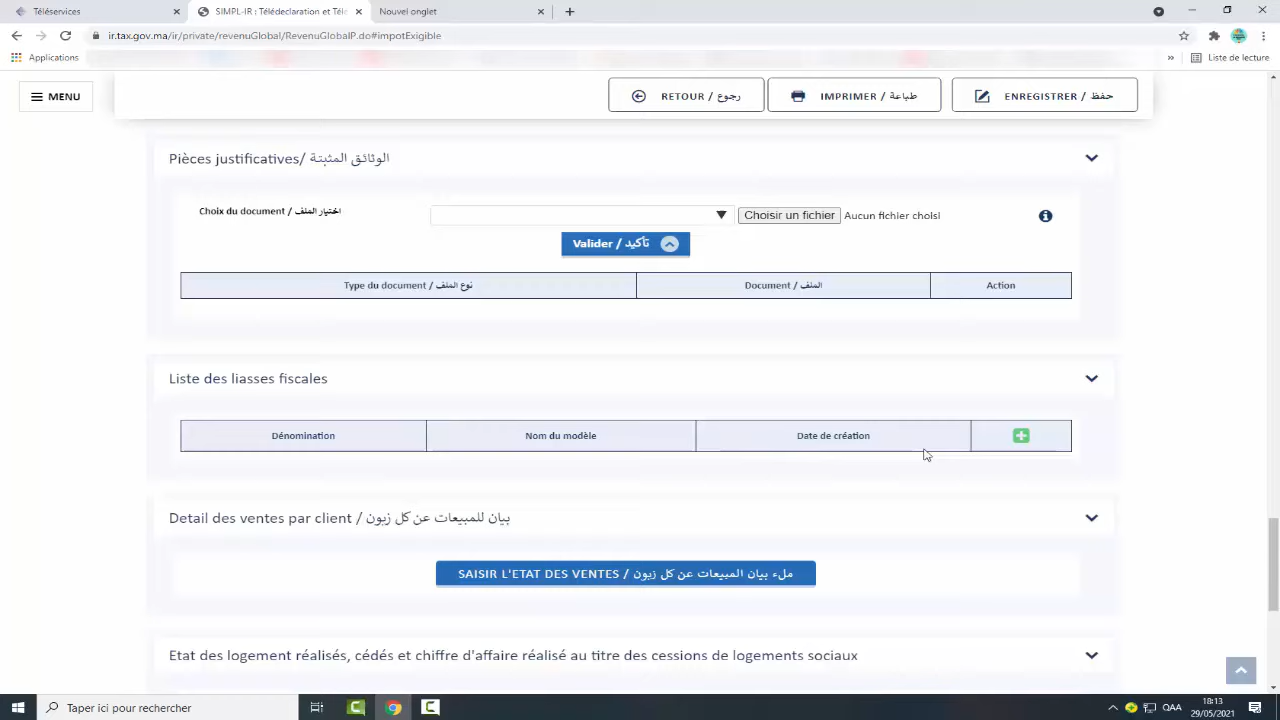 Téléservices
SIMPL-IR : Télédeclaration et Télé
Nouvel onglet
ir.tax.gov.ma/ir/private/revenuGlobal/RevenuGlobalP.do#impotExigible
Applications
» Liste de lecture
MENU
RETOUR / رجوع
IMPRIMER / طباعة
ENREGISTRER / حفظ
Pièces justificatives/ الوثائق المثبتة
Choix du document / اختيار الملف
Choisir un fichier Aucun fichier choisi
Valider / تأكيد
Type du document / نوع الملف
Document / الملف
Action
Liste des liasses fiscales
Dénomination
Nom du modèle
Date de création
Detail des ventes par client / بيان للمبيعات عن كل زبون
SAISIR L'ETAT DES VENTES / ملء بيان المبيعات عن كل زبون
Etat des logement réalisés, cédés et chiffre d'affaire réalisé au titre des cessions de logements sociaux
Taper ici pour rechercher
QAA
18:13
29/05/2021